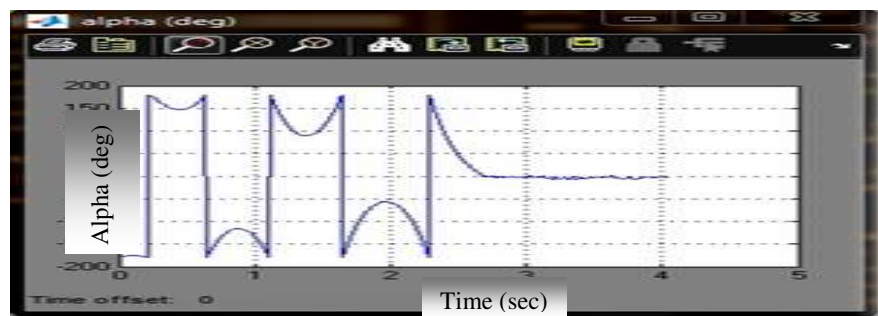 alpha (deg)
200
150
Alpha (deg)
-200
0 1 2 3 4 5
Time offset: 0
Time (sec)